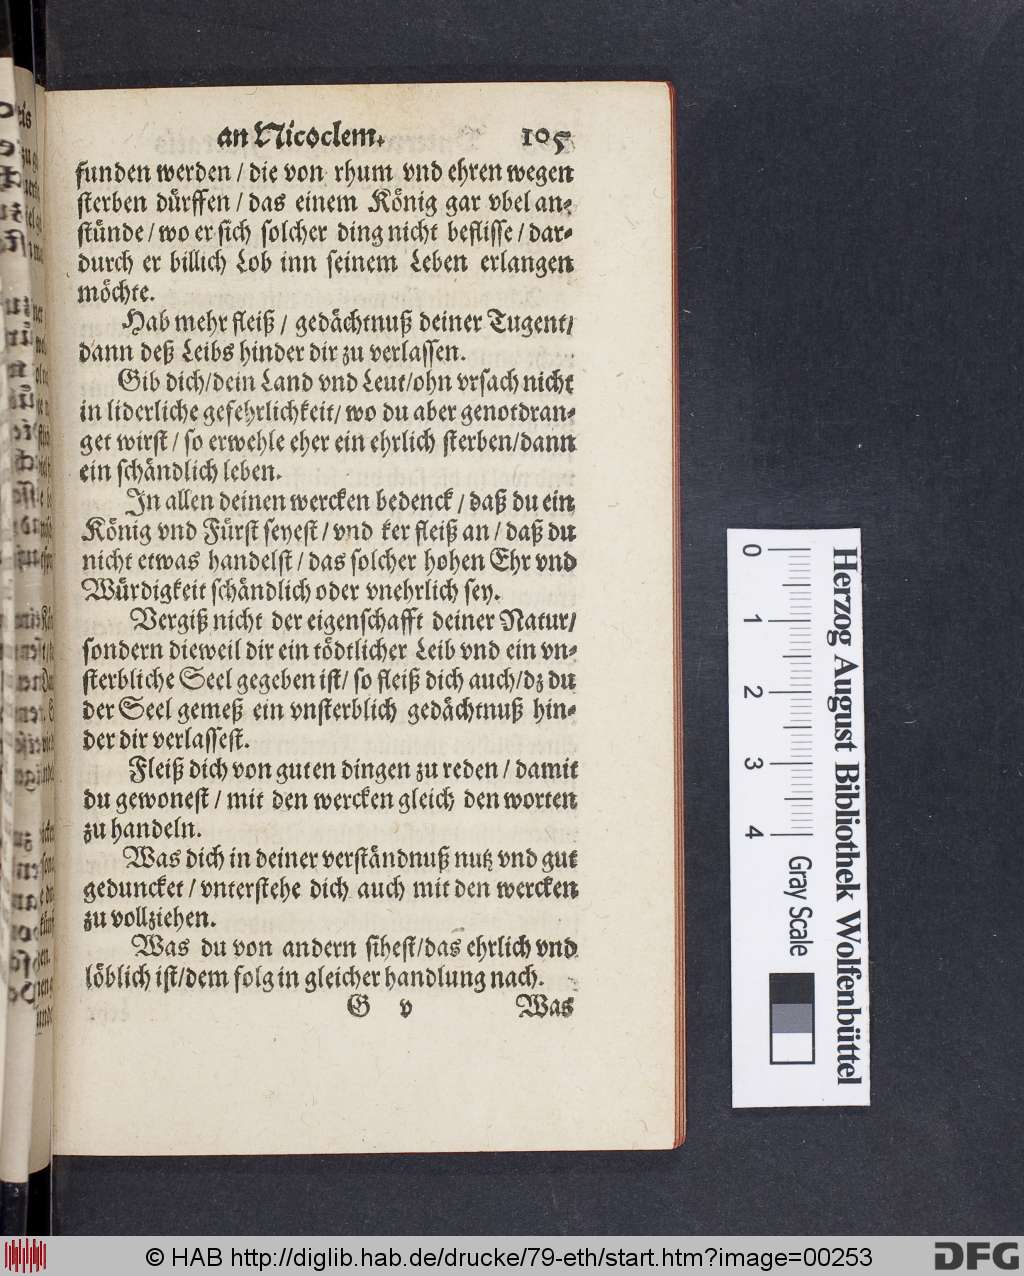 an Nicoclem. 105
funden werden / die von rhum vnd ehren wegen
sterben dürffen / das einem König gar vbel an⸗
stünde / wo er sich solcher ding nicht beflisse / dar⸗
durch er billich Lob inn seinem Leben erlangen
möchte.
Hab mehr fleiß / gedächtnuß deiner Tugent /
dann deß Leibs hinder dir zu verlassen.
Gib dich / dein Land vnd Leut / ohn vrsach nicht
in liderliche gefehrlichkeit / wo du aber genotdran⸗
get wirst / so erwehle eher ein ehrlich sterben / dann
ein schändlich leben.
In allen deinen wercken bedenck / daß du ein
König vnd Fürst seyest / vnd ker fleiß an / daß du
nicht etwas handelst / das solcher hohen Ehr vnd
Würdigkeit schändlich oder vnehrlich sey.
Vergiß nicht der eigenschafft deiner Natur /
sondern dieweil dir ein tödtlicher Leib vnd ein vn⸗
sterbliche Seel gegeben ist / so fleiß dich auch / dz du
der Seel gemeß ein vnsterblich gedächtnuß hin⸗
der dir verlassest.
Fleiß dich von guten dingen zu reden / damit
du gewonest / mit den wercken gleich den worten
zu handeln.
Was dich in deiner verständnuß nutz vnd gut
geduncket / vnterstehe dich auch mit den wercken
zu vollziehen.
Was du von andern sihest / das ehrlich vnd
löblich ist / dem folg in gleicher handlung nach.
G v Was
0 1 2 3 4 Gray Scale
Herzog August Bibliothek Wolfenbüttel
© HAB http://diglib.hab.de/drucke/79-eth/start.htm?image=00253
DFG